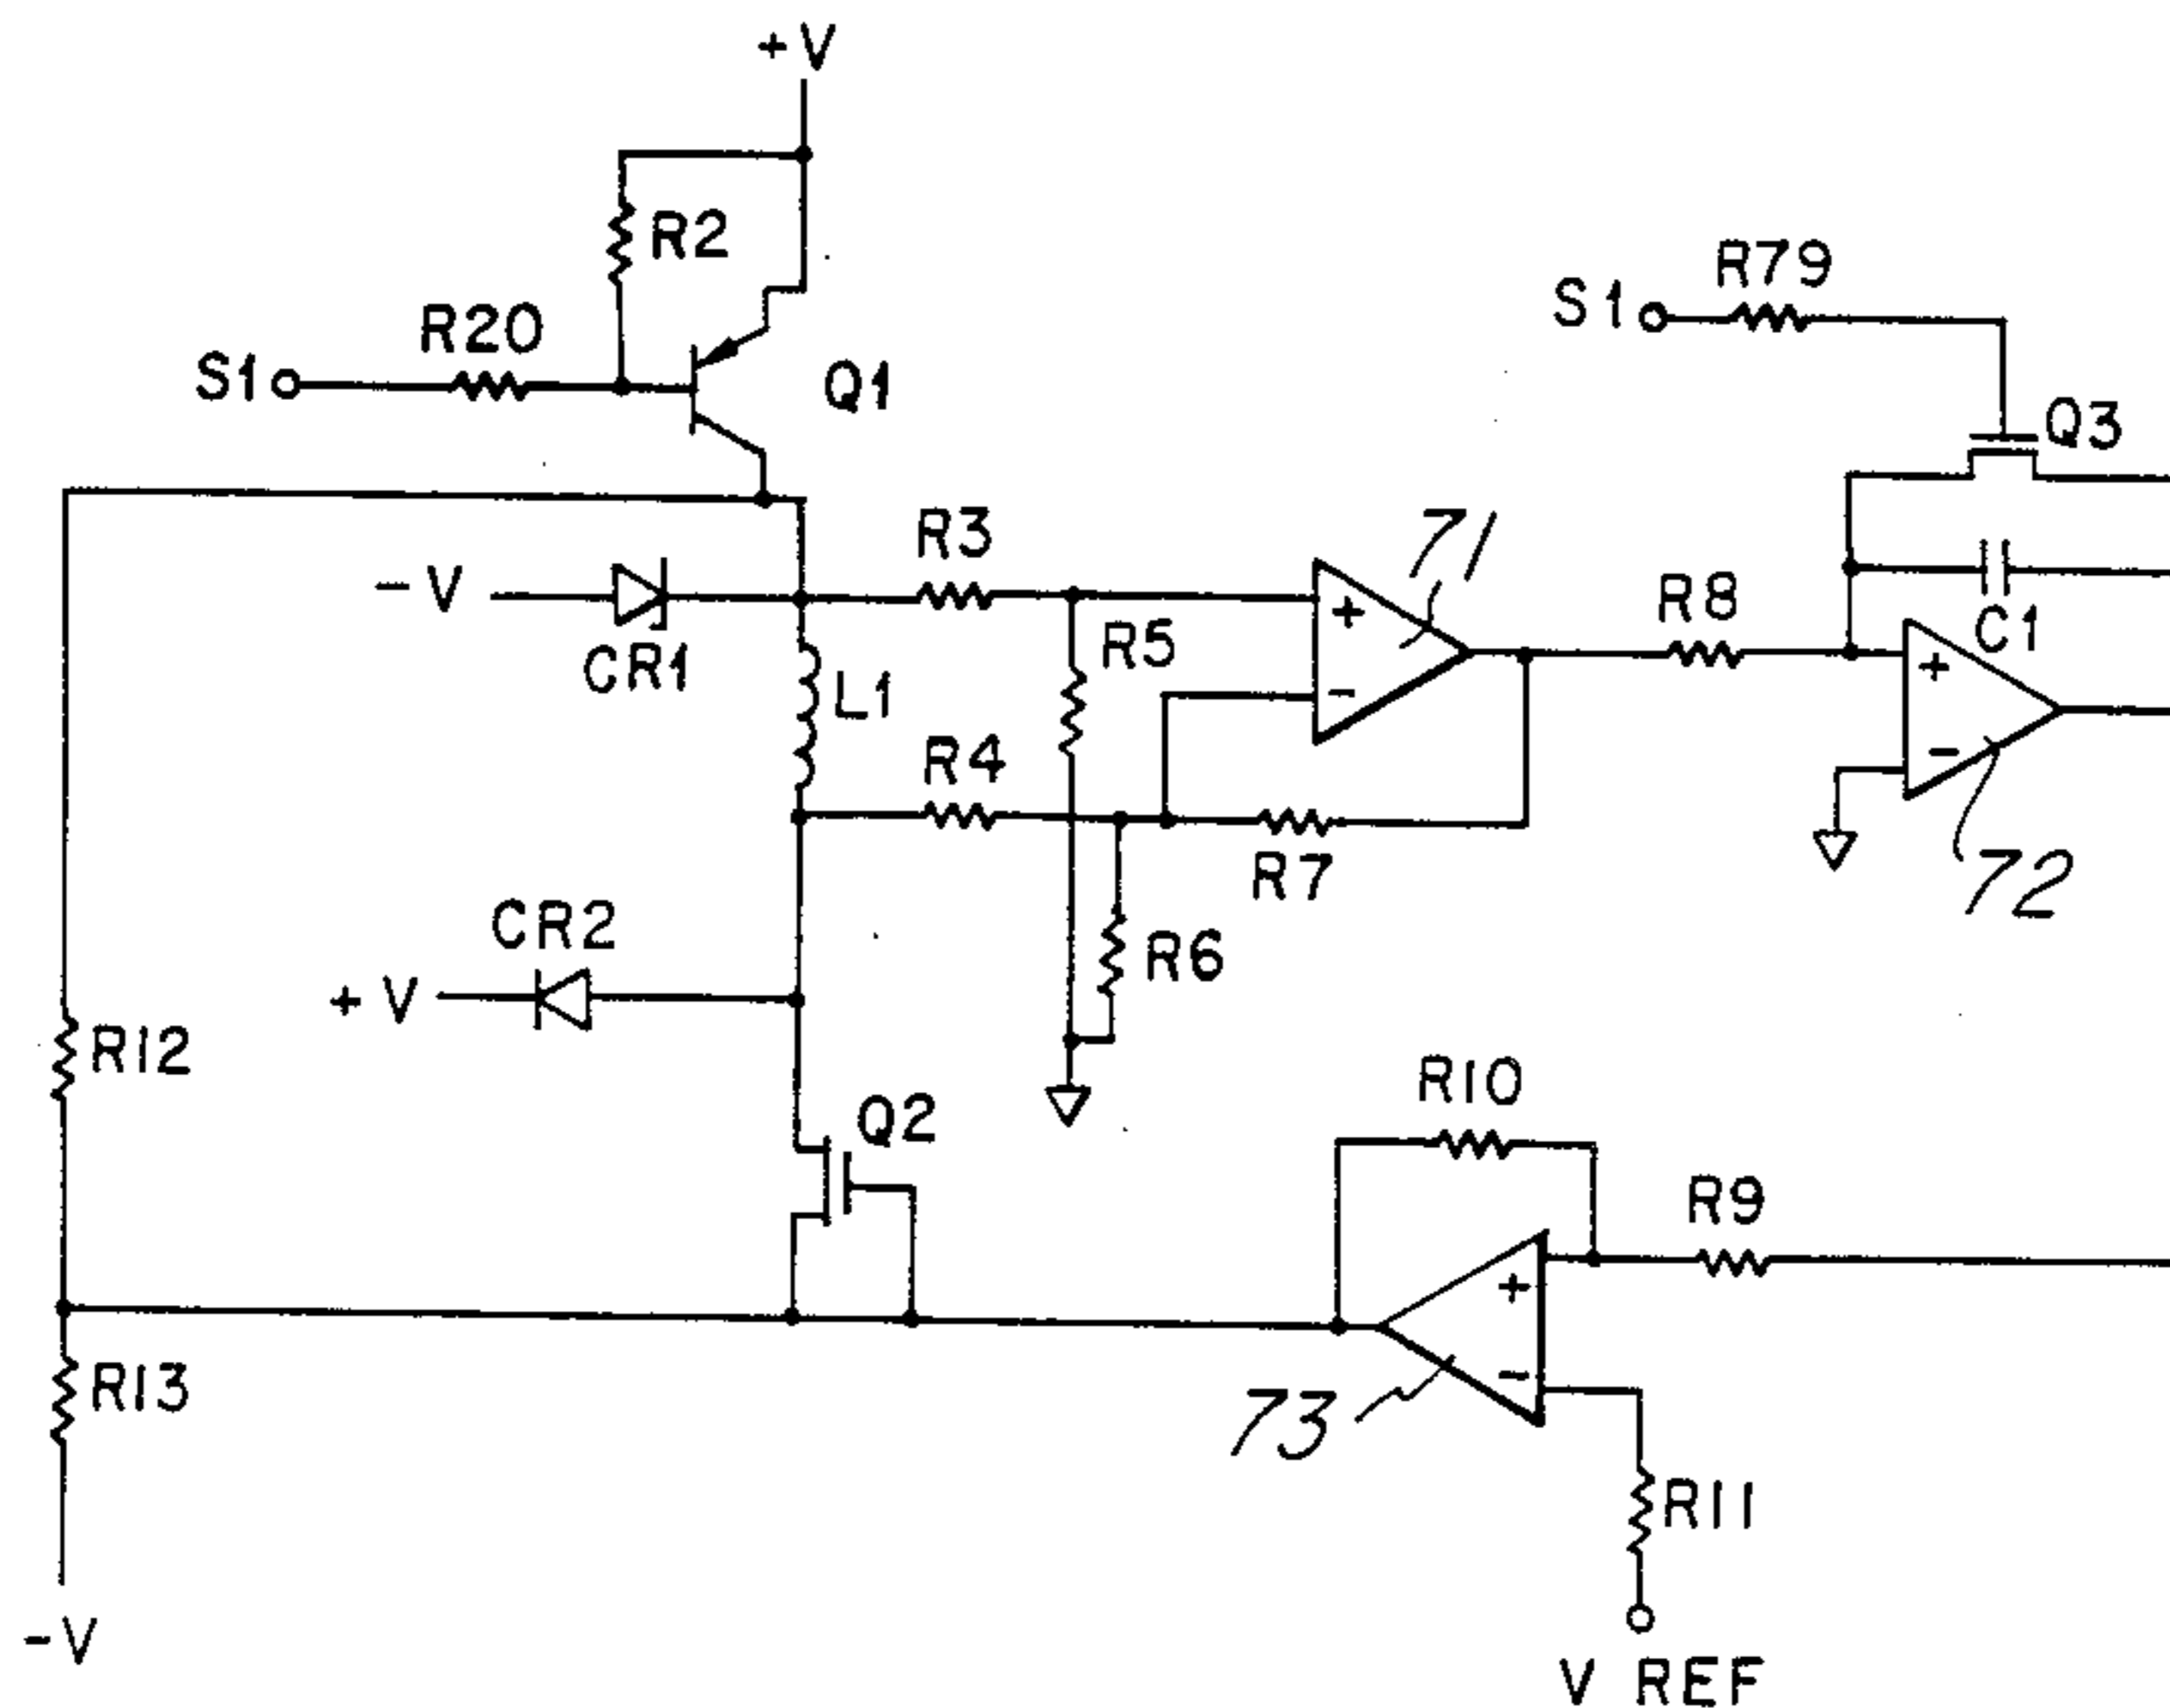 +V
R2
R79
S1
R20
S1
Q1
Q3
R3
71
-V
R5
+
R8
C1
CR1
L1
-
+
R4
-
R7
72
CR2
R6
+V
R12
R10
Q2
R9
+
R13
-
73
R11
-V
V REF